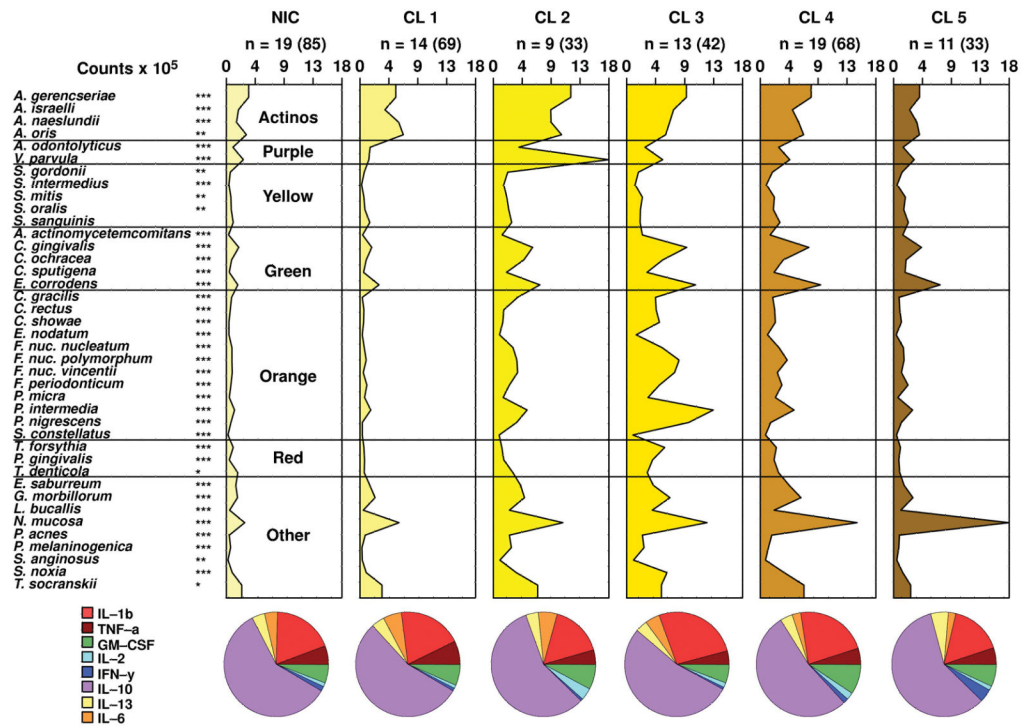 NIC CL 1 CL 2 CL 3 CL 4 CL 5
n = 19 (85) n = 14 (69) n = 9 (33) n = 13 (42) n = 19 (68) n = 11 (33)
Counts x 10⁵ 0 4 9 13 18 0 4 9 13 18 0 4 9 13 18 0 4 9 13 18 0 4 9 13 18 0 4 9 13 18
A. gerencseriae ***
A. israelli ***
A. naeslundii *** Actinos
A. oris **
A. odontolyticus *** Purple
V. parvula ***
S. gordonii **
S. intermedius ***
S. mitis ** Yellow
S. oralis **
S. sanguinis
A. actinomycetemcomitans ***
C. gingivalis ***
C. ochracea *** Green
C. sputigena ***
E. corrodens ***
C. gracilis ***
C. rectus ***
C. showae ***
E. nodatum ***
F. nuc. nucleatum ***
F. nuc. polymorphum ***
F. nuc. vincentii *** Orange
F. periodonticum ***
P. micra ***
P. intermedia ***
P. nigrescens ***
S. constellatus ***
T. forsythia ***
P. gingivalis *** Red
T. denticola *
E. saburreum ***
G. morbillorum ***
L. bucallis ***
N. mucosa ***
P. acnes *** Other
P. melaninogenica ***
S. anginosus **
S. noxia ***
T. socranskii *
IL–1b
TNF–a
GM–CSF
IL–2
IFN–y
IL–10
IL–13
IL–6